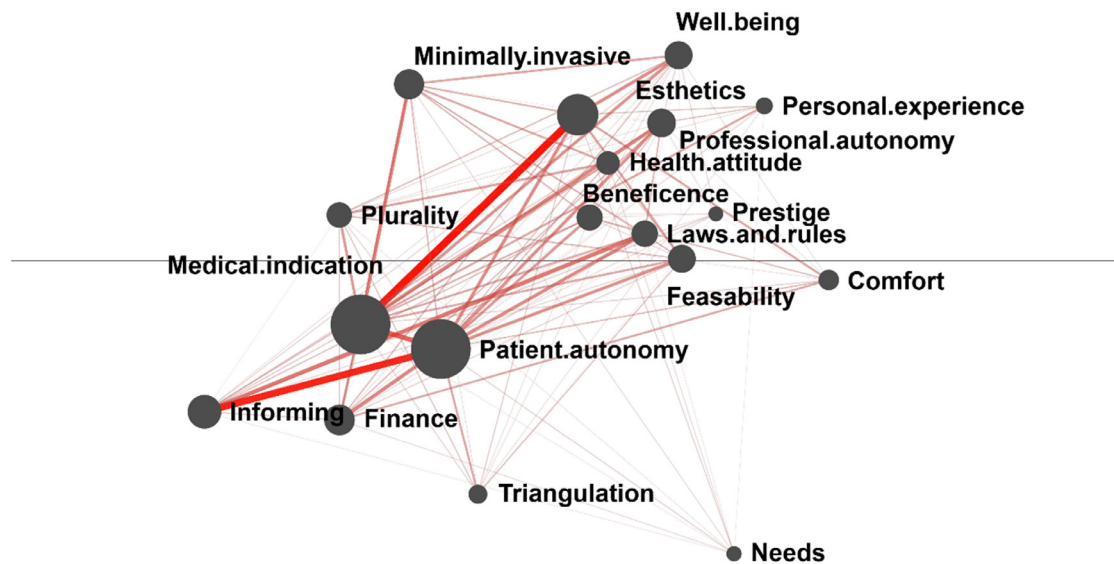 Well.being
Minimally.invasive
Esthetics
Personal.experience
Professional.autonomy
Health.attitude
Beneficence
Plurality
Prestige
Laws.and.rules
Medical.indication
Comfort
Feasability
Patient.autonomy
Informing
Finance
Triangulation
Needs